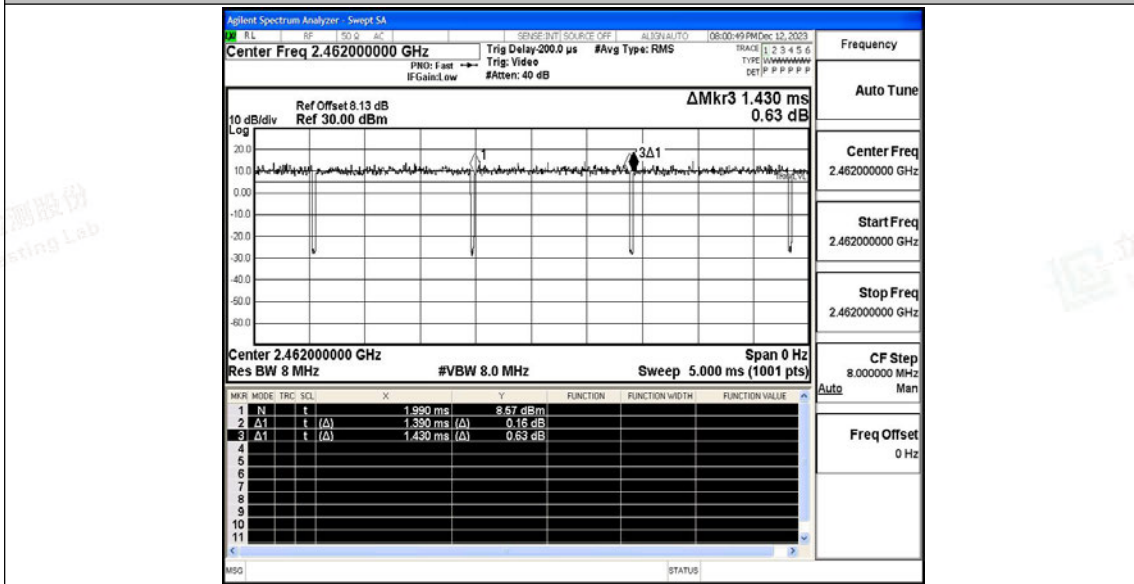 Agilent Spectrum Analyzer - Swept SA
RL RF 50 Ω AC SENSE:INT SOURCE OFF ALIGNAUTO 08:00:49 PM Dec 12, 2023
Center Freq 2.462000000 GHz Trig Delay-200.0 µs #Avg Type: RMS TRACE 1 2 3 4 5 6
PNO: Fast Trig: Video TYPE
IFGain:Low #Atten: 40 dB DET P P P P P P
ΔMkr3 1.430 ms
Ref Offset 8.13 dB
10 dB/div Ref 30.00 dBm 0.63 dB
Log
20.0
10.0
0.00
-10.0
-20.0
-30.0
-40.0
-50.0
-60.0
1
3Δ1
Center 2.462000000 GHz Span 0 Hz
Res BW 8 MHz #VBW 8.0 MHz Sweep 5.000 ms (1001 pts)
MKR MODE TRC SCL X Y FUNCTION FUNCTION WIDTH FUNCTION VALUE
1 N t 1.990 ms 8.57 dBm
2 Δ1 t (Δ) 1.390 ms (Δ) 0.16 dB
3 Δ1 t (Δ) 1.430 ms (Δ) 0.63 dB
4
5
6
7
8
9
10
11
MSG STATUS
Frequency
Auto Tune
Center Freq
2.462000000 GHz
Start Freq
2.462000000 GHz
Stop Freq
2.462000000 GHz
CF Step
8.000000 MHz
Auto Man
Freq Offset
0 Hz